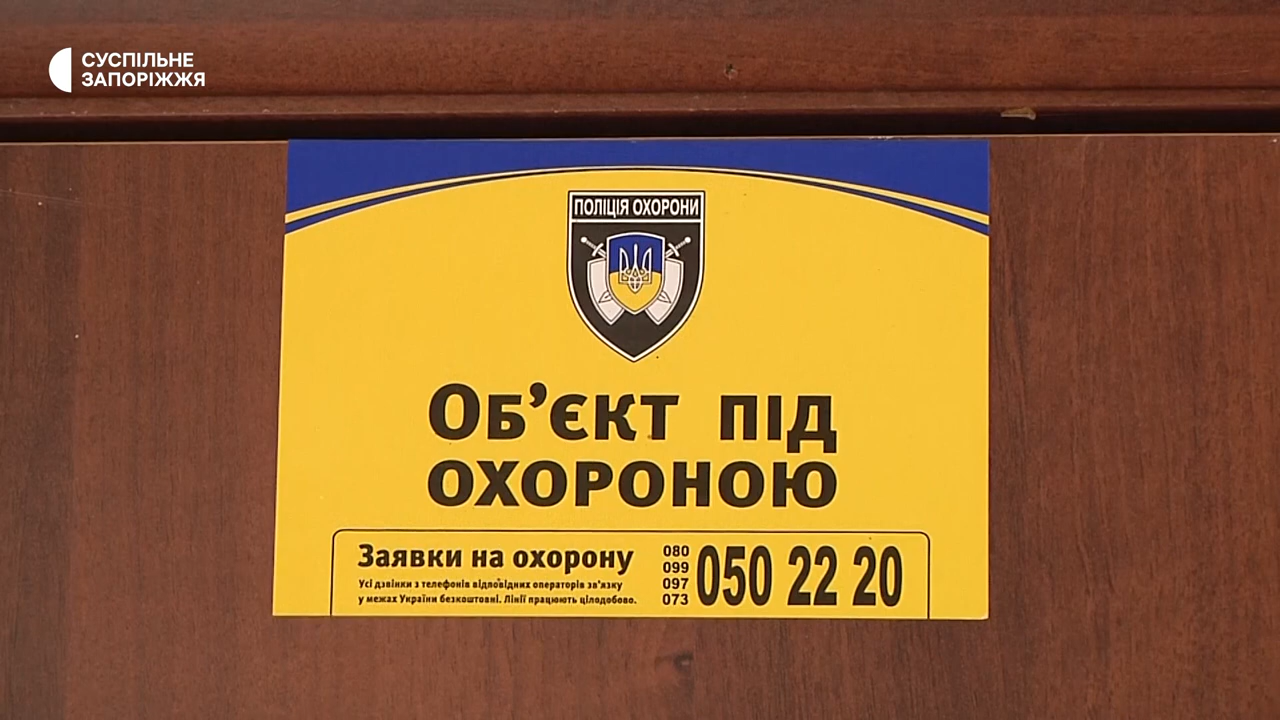 СУСПІЛЬНЕ
ЗАПОРІЖЖЯ
ПОЛІЦІЯ ОХОРОНИ
Об’єкт під
охороною
Заявки на охорону
Усі дзвінки з телефонів відповідних операторів зв'язку
у межах України безкоштовні. Лінії працюють цілодобово.
080
099
097
073
050 22 20